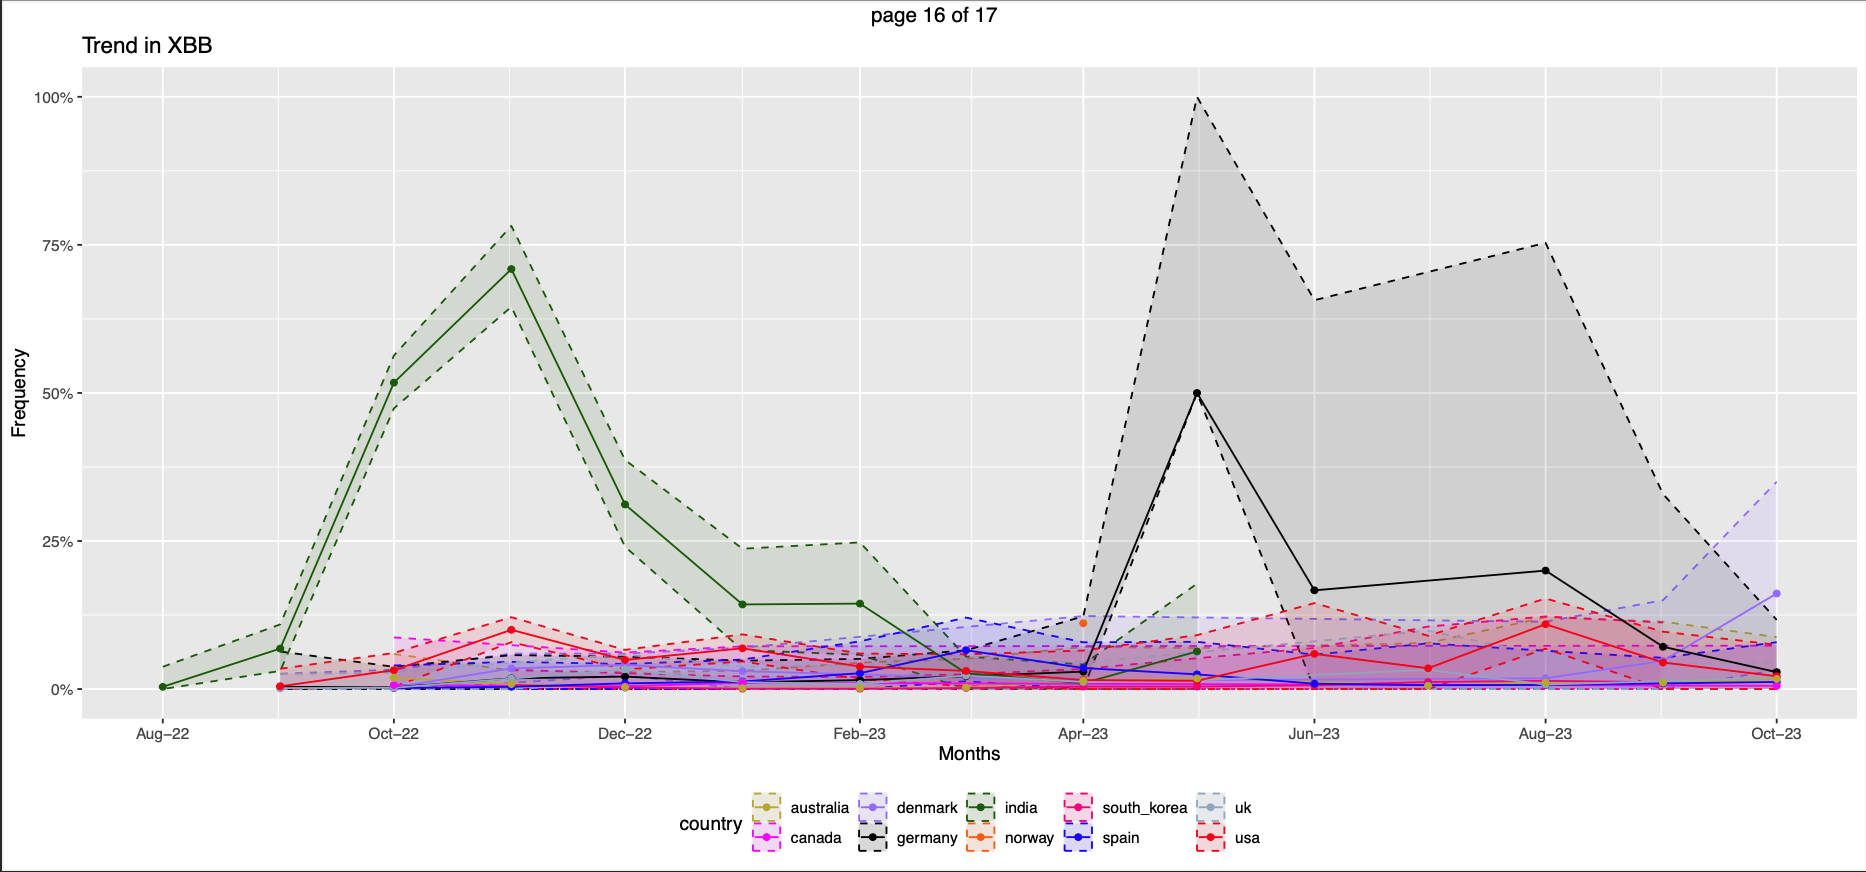 page 16 of 17
Trend in XBB
100%
75%
50%
25%
0%
Frequency
Aug–22 Oct–22 Dec–22 Feb–23 Apr–23 Jun–23 Aug–23 Oct–23
Months
country
australia denmark india south_korea uk
canada germany norway spain usa